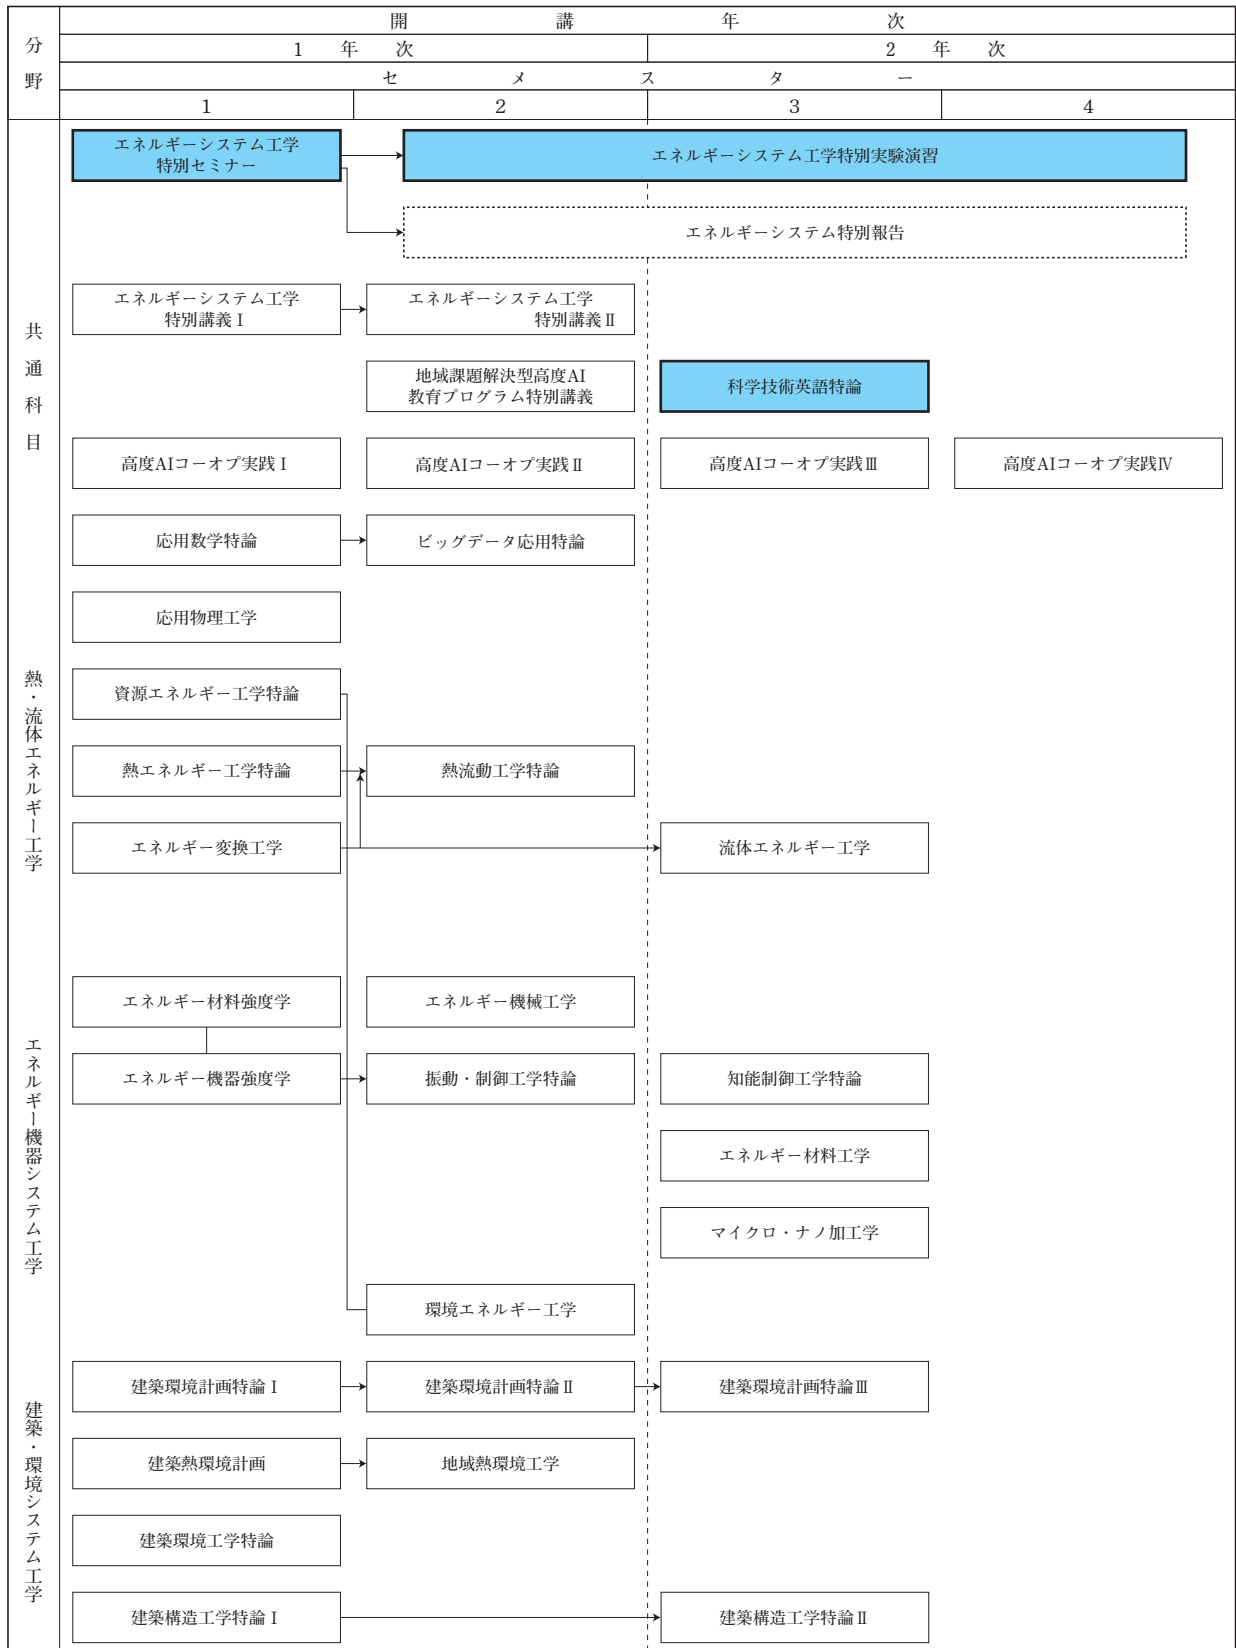 分野
開講年次
1年次
2年次
セメスター
1
2
3
4
共通科目
エネルギーシステム工学
特別セミナー
エネルギーシステム工学特別実験演習
エネルギーシステム特別報告
エネルギーシステム工学
特別講義Ⅰ
エネルギーシステム工学
特別講義Ⅱ
地域課題解決型高度AI
教育プログラム特別講義
科学技術英語特論
高度AIコーオプ実践Ⅰ
高度AIコーオプ実践Ⅱ
高度AIコーオプ実践Ⅲ
高度AIコーオプ実践Ⅳ
応用数学特論
ビッグデータ応用特論
応用物理工学
熱・流体エネルギー工学
資源エネルギー工学特論
熱エネルギー工学特論
熱流動工学特論
エネルギー変換工学
流体エネルギー工学
エネルギー機器システム工学
エネルギー材料強度学
エネルギー機械工学
エネルギー機器強度学
振動・制御工学特論
知能制御工学特論
エネルギー材料工学
マイクロ・ナノ加工学
環境エネルギー工学
建築・環境システム工学
建築環境計画特論Ⅰ
建築環境計画特論Ⅱ
建築環境計画特論Ⅲ
建築熱環境計画
地域熱環境工学
建築環境工学特論
建築構造工学特論Ⅰ
建築構造工学特論Ⅱ